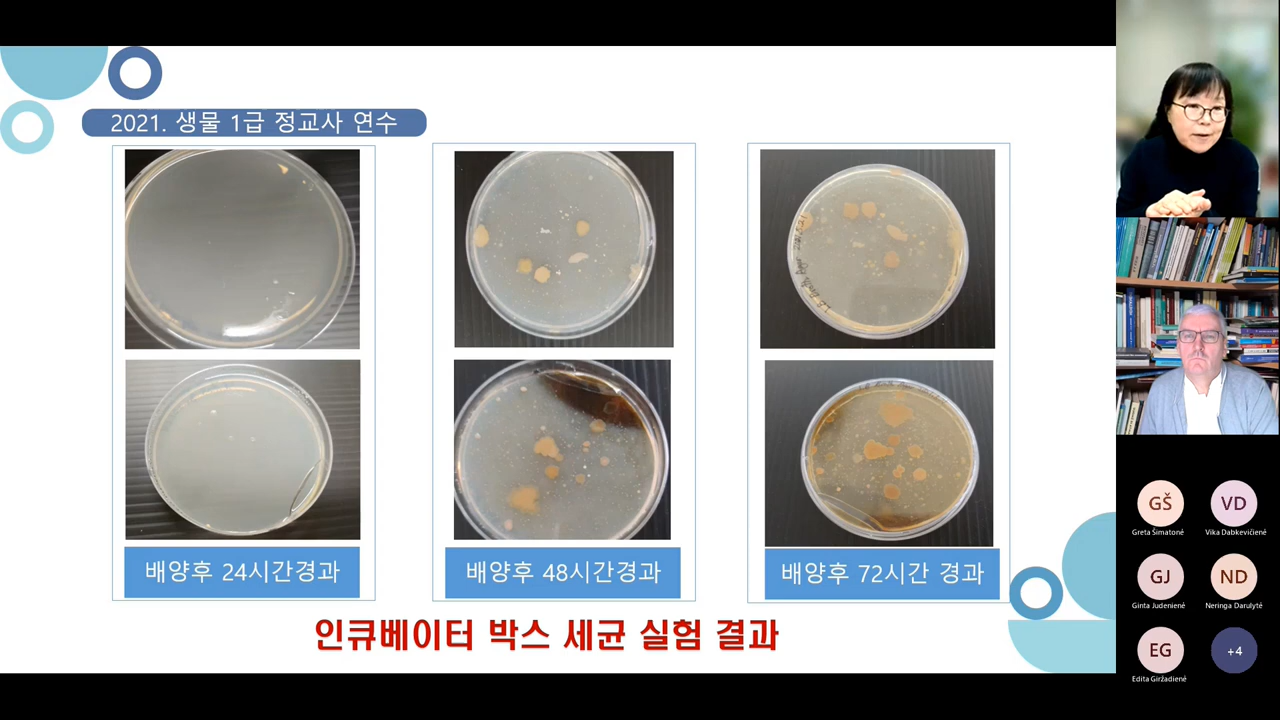 2021. 생물 1급 정교사 연수
배양후 24시간경과
배양후 48시간경과
배양후 72시간 경과
인큐베이터 박스 세균 실험 결과
GŠ
VD
Greta Šimatonė
Vika Dabkevičienė
GJ
ND
Ginta Judenienė
Neringa Darulytė
EG
+4
Edita Giržadienė